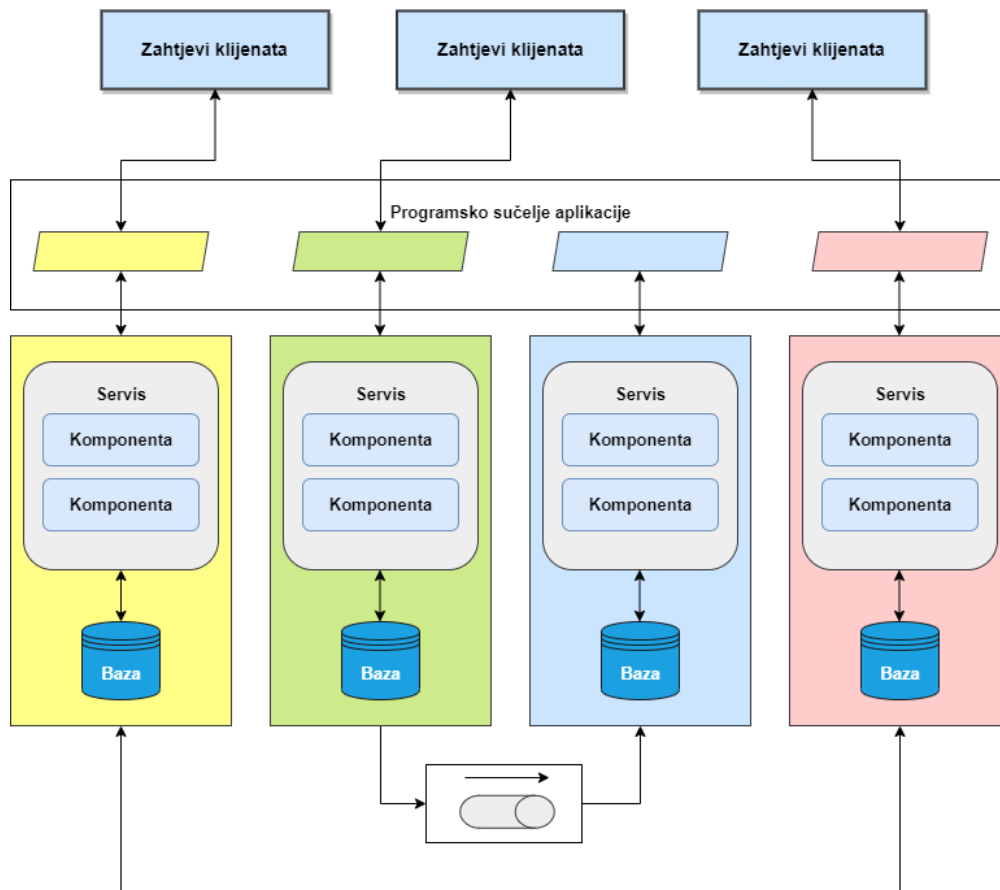 Zahtjevi klijenata
Zahtjevi klijenata
Zahtjevi klijenata
Programsko sučelje aplikacije
Servis
Komponenta
Komponenta
Baza
Servis
Komponenta
Komponenta
Baza
Servis
Komponenta
Komponenta
Baza
Servis
Komponenta
Komponenta
Baza